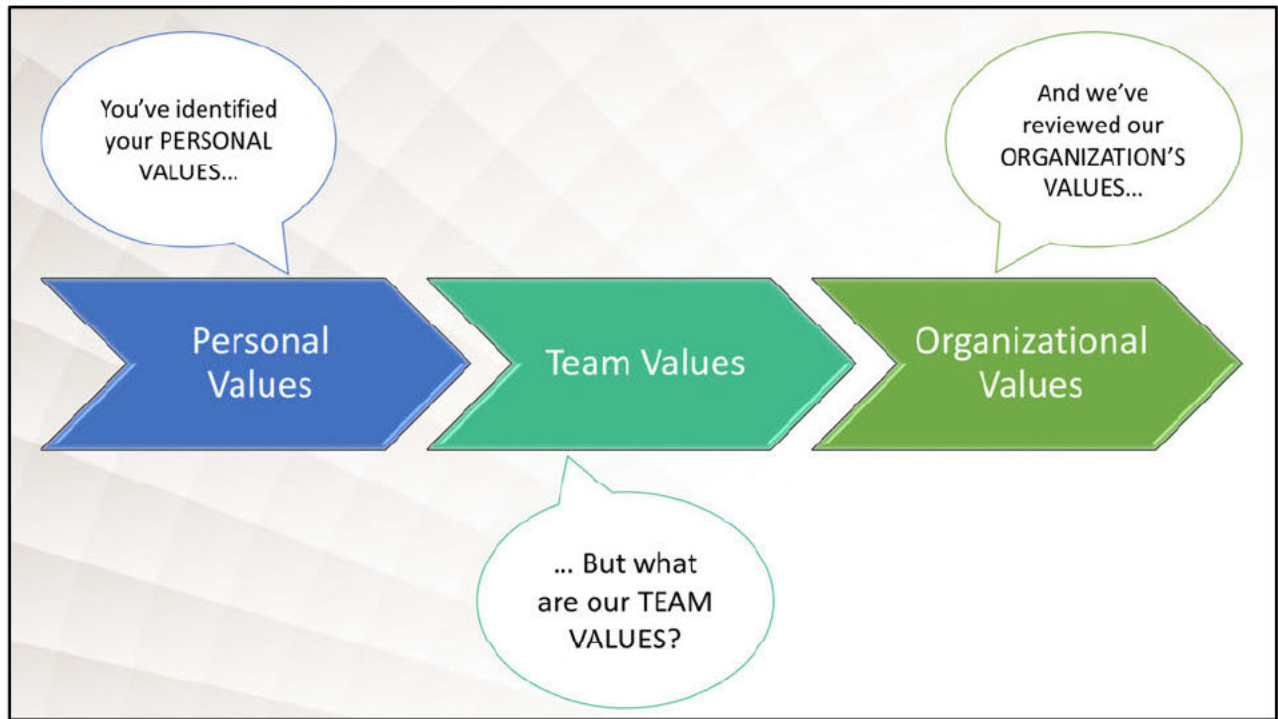 You've identified
your PERSONAL
VALUES...
And we've
reviewed our
ORGANIZATION'S
VALUES...
Personal
Values
Team Values
Organizational
Values
... But what
are our TEAM
VALUES?